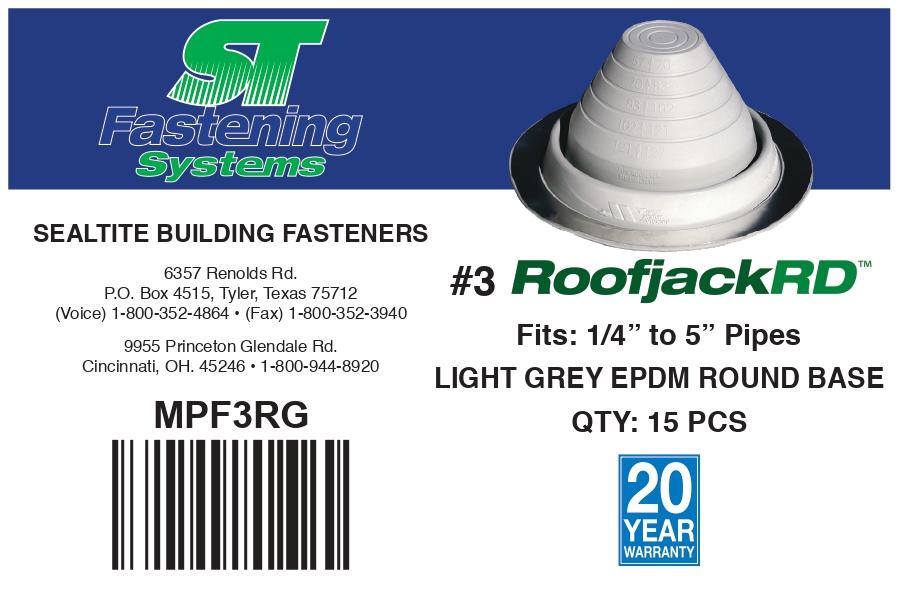 ST
Fastening
Systems
SEALTITE BUILDING FASTENERS
6357 Renolds Rd.
P.O. Box 4515, Tyler, Texas 75712
(Voice) 1-800-352-4864 • (Fax) 1-800-352-3940
9955 Princeton Glendale Rd.
Cincinnati, OH. 45246 • 1-800-944-8920
MPF3RG
#3 RoofjackRD™
Fits: 1/4” to 5” Pipes
LIGHT GREY EPDM ROUND BASE
QTY: 15 PCS
20
YEAR
WARRANTY